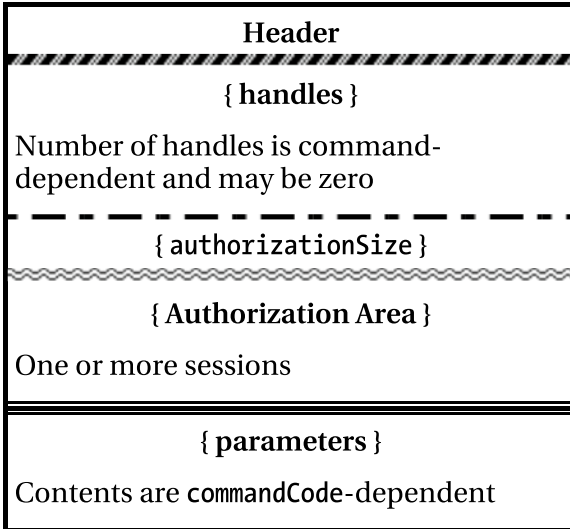 Header
{ handles }
Number of handles is command-
dependent and may be zero
{ authorizationSize }
{ Authorization Area }
One or more sessions
{ parameters }
Contents are commandCode-dependent